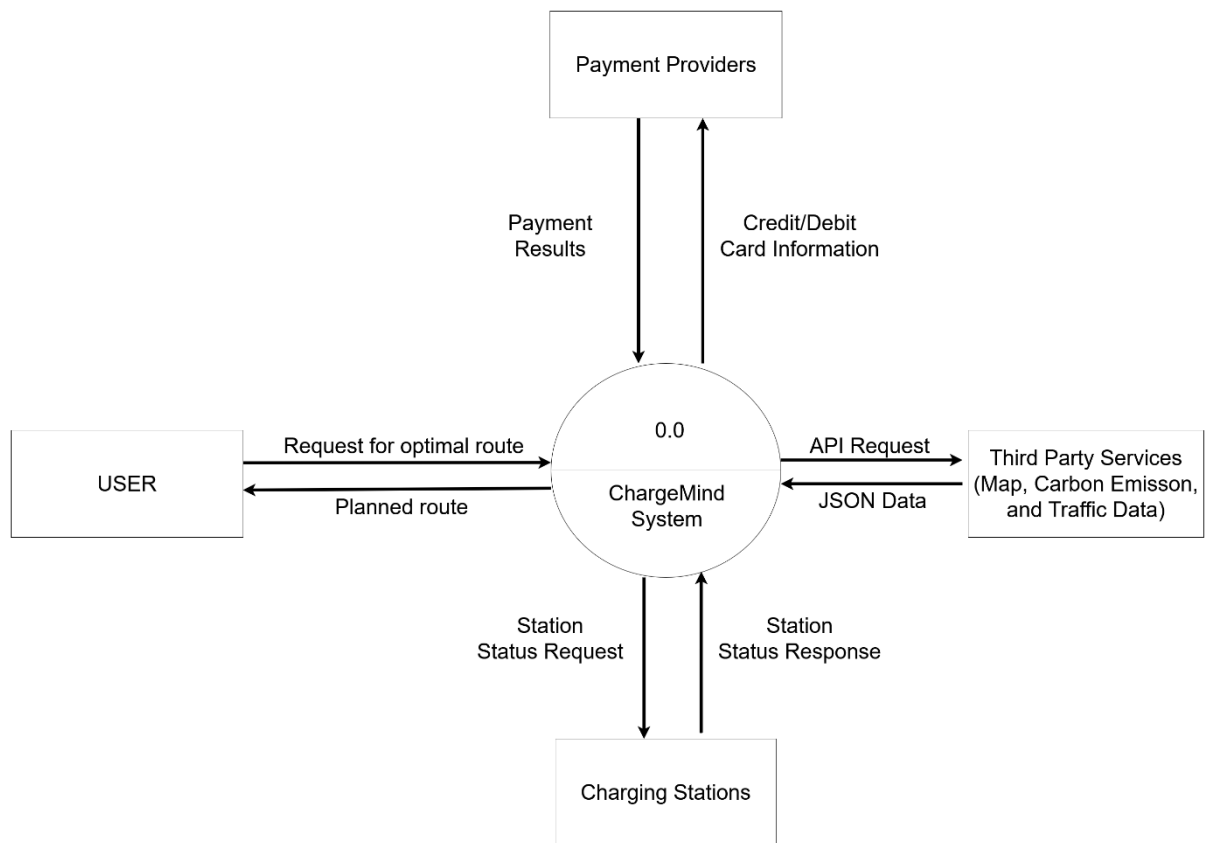 Payment Providers
Payment
Results
Credit/Debit
Card Information
0.0
ChargeMind
System
USER
Request for optimal route
Planned route
API Request
JSON Data
Third Party Services
(Map, Carbon Emisson,
and Traffic Data)
Station
Status Request
Station
Status Response
Charging Stations